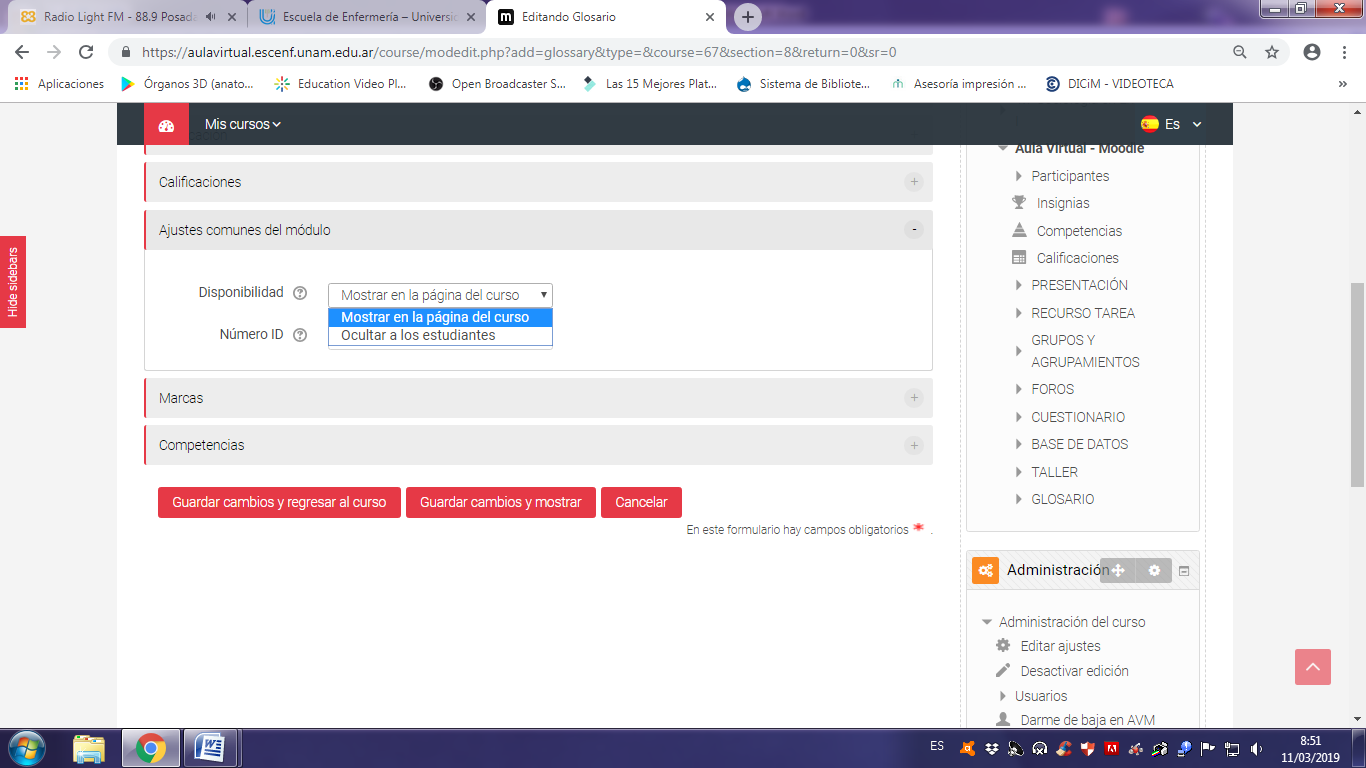 Radio Light FM - 88.9 Posada
Escuela de Enfermería – Universid
Editando Glosario
https://aulavirtual.escenf.unam.edu.ar/course/modedit.php?add=glossary&type=&course=67&section=8&return=0&sr=0
Aplicaciones
Órganos 3D (anato...
Education Video Pl...
Open Broadcaster S...
Las 15 Mejores Plat...
Sistema de Bibliote...
Asesoría impresión ...
DICiM - VIDEOTECA
»
Mis cursos
Es
Hide sidebars
Calificaciones
Ajustes comunes del módulo
Disponibilidad
Mostrar en la página del curso
Mostrar en la página del curso
Ocultar a los estudiantes
Número ID
Marcas
Competencias
Guardar cambios y regresar al curso
Guardar cambios y mostrar
Cancelar
En este formulario hay campos obligatorios * .
Aula Virtual - Moodle
Participantes
Insignias
Competencias
Calificaciones
PRESENTACIÓN
RECURSO TAREA
GRUPOS Y
AGRUPAMIENTOS
FOROS
CUESTIONARIO
BASE DE DATOS
TALLER
GLOSARIO
Administración
Administración del curso
Editar ajustes
Desactivar edición
Usuarios
Darme de baja en AVM
ES
8:51
11/03/2019